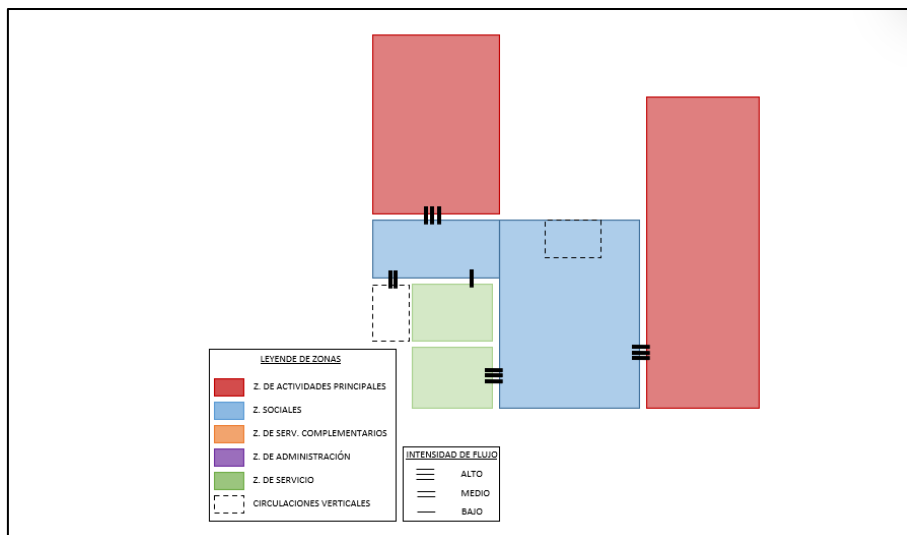 LEYENDE DE ZONAS
Z. DE ACTIVIDADES PRINCIPALES
Z. SOCIALES
Z. DE SERV. COMPLEMENTARIOS
Z. DE ADMINISTRACIÓN
Z. DE SERVICIO
CIRCULACIONES VERTICALES
INTENSIDAD DE FLUJO
ALTO
MEDIO
BAJO